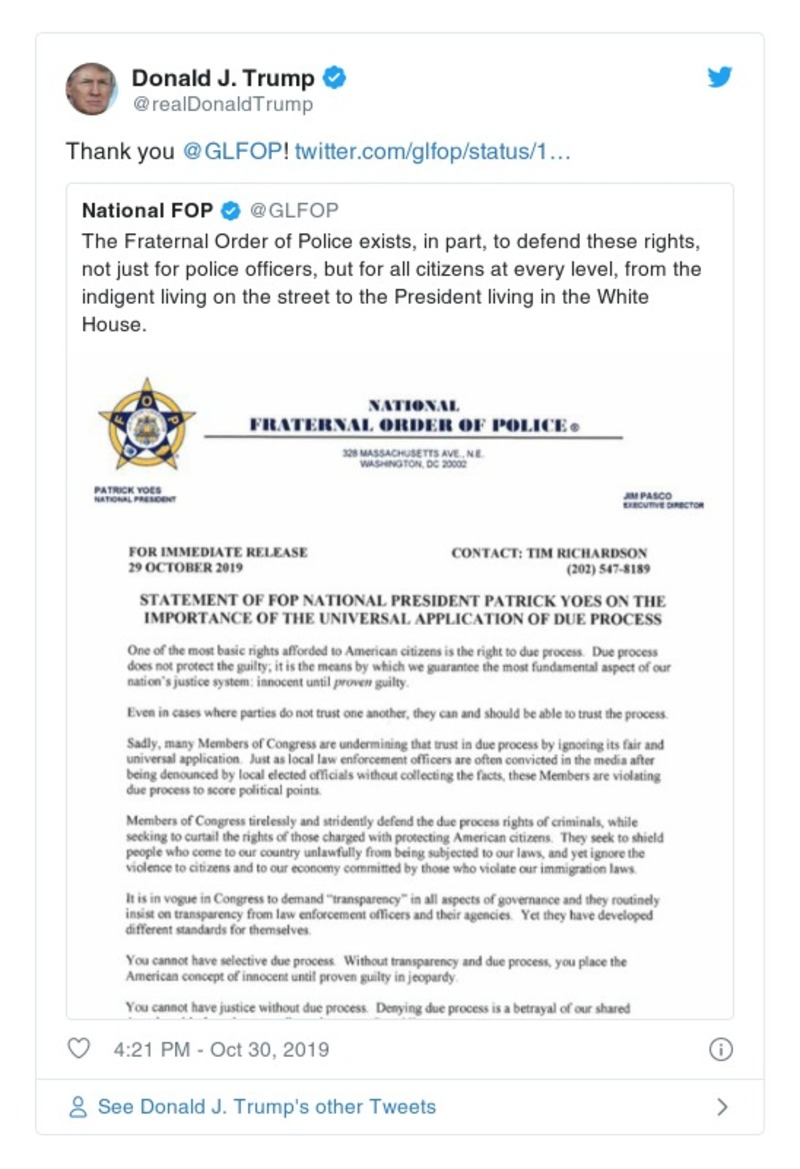 Donald J. Trump
@realDonaldTrump
Thank you @GLFOP! twitter.com/glfop/status/1…
National FOP @GLFOP
The Fraternal Order of Police exists, in part, to defend these rights,
not just for police officers, but for all citizens at every level, from the
indigent living on the street to the President living in the White
House.
F O P
NATIONAL
FRATERNAL ORDER OF POLICE ®
328 MASSACHUSETTS AVE., N.E.
WASHINGTON, DC 20002
PATRICK YOES
NATIONAL PRESIDENT
JIM PASCO
EXECUTIVE DIRECTOR
FOR IMMEDIATE RELEASE
29 OCTOBER 2019
CONTACT: TIM RICHARDSON
(202) 547-8189
STATEMENT OF FOP NATIONAL PRESIDENT PATRICK YOES ON THE
IMPORTANCE OF THE UNIVERSAL APPLICATION OF DUE PROCESS
One of the most basic rights afforded to American citizens is the right to due process. Due process
does not protect the guilty; it is the means by which we guarantee the most fundamental aspect of our
nation's justice system: innocent until proven guilty.
Even in cases where parties do not trust one another, they can and should be able to trust the process.
Sadly, many Members of Congress are undermining that trust in due process by ignoring its fair and
universal application. Just as local law enforcement officers are often convicted in the media after
being denounced by local elected officials without collecting the facts, these Members are violating
due process to score political points.
Members of Congress tirelessly and stridently defend the due process rights of criminals, while
seeking to curtail the rights of those charged with protecting American citizens. They seek to shield
people who come to our country unlawfully from being subjected to our laws, and yet ignore the
violence to citizens and to our economy committed by those who violate our immigration laws.
It is in vogue in Congress to demand "transparency" in all aspects of governance and they routinely
insist on transparency from law enforcement officers and their agencies. Yet they have developed
different standards for themselves.
You cannot have selective due process. Without transparency and due process, you place the
American concept of innocent until proven guilty in jeopardy.
You cannot have justice without due process. Denying due process is a betrayal of our shared
4:21 PM - Oct 30, 2019
See Donald J. Trump's other Tweets